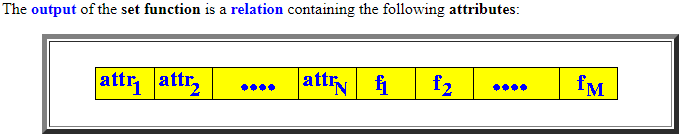 The output of the set function is a relation containing the following attributes:
attr1 attr2 .... attrN f1 f2 .... fM